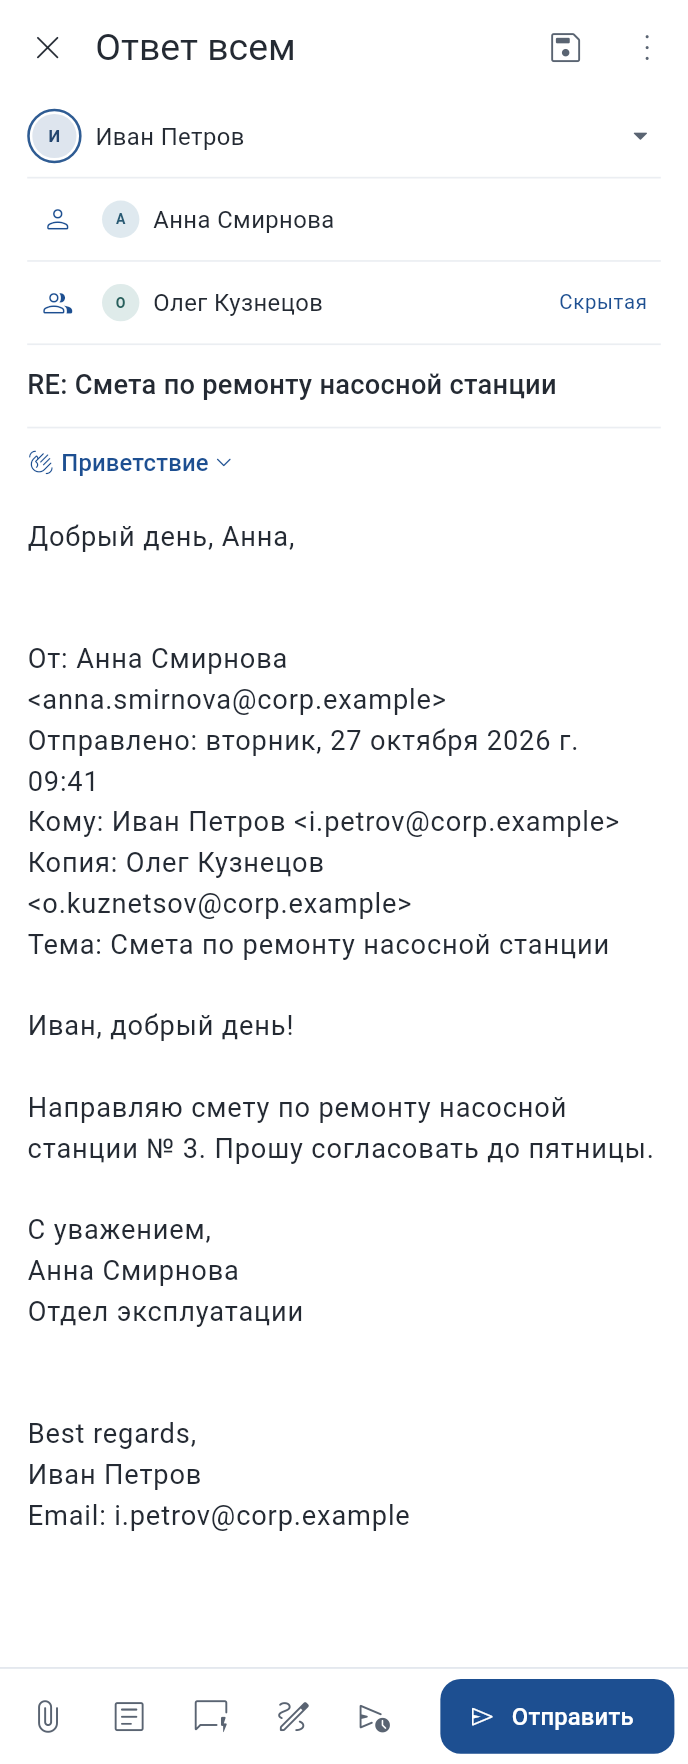 Ответ всем
И Иван Петров
А Анна Смирнова
О Олег Кузнецов Скрытая
RE: Смета по ремонту насосной станции
Приветствие
Добрый день, Анна,
От: Анна Смирнова
<anna.smirnova@corp.example>
Отправлено: вторник, 27 октября 2026 г.
09:41
Кому: Иван Петров <i.petrov@corp.example>
Копия: Олег Кузнецов
<o.kuznetsov@corp.example>
Тема: Смета по ремонту насосной станции
Иван, добрый день!
Направляю смету по ремонту насосной
станции № 3. Прошу согласовать до пятницы.
С уважением,
Анна Смирнова
Отдел эксплуатации
Best regards,
Иван Петров
Email: i.petrov@corp.example
Отправить